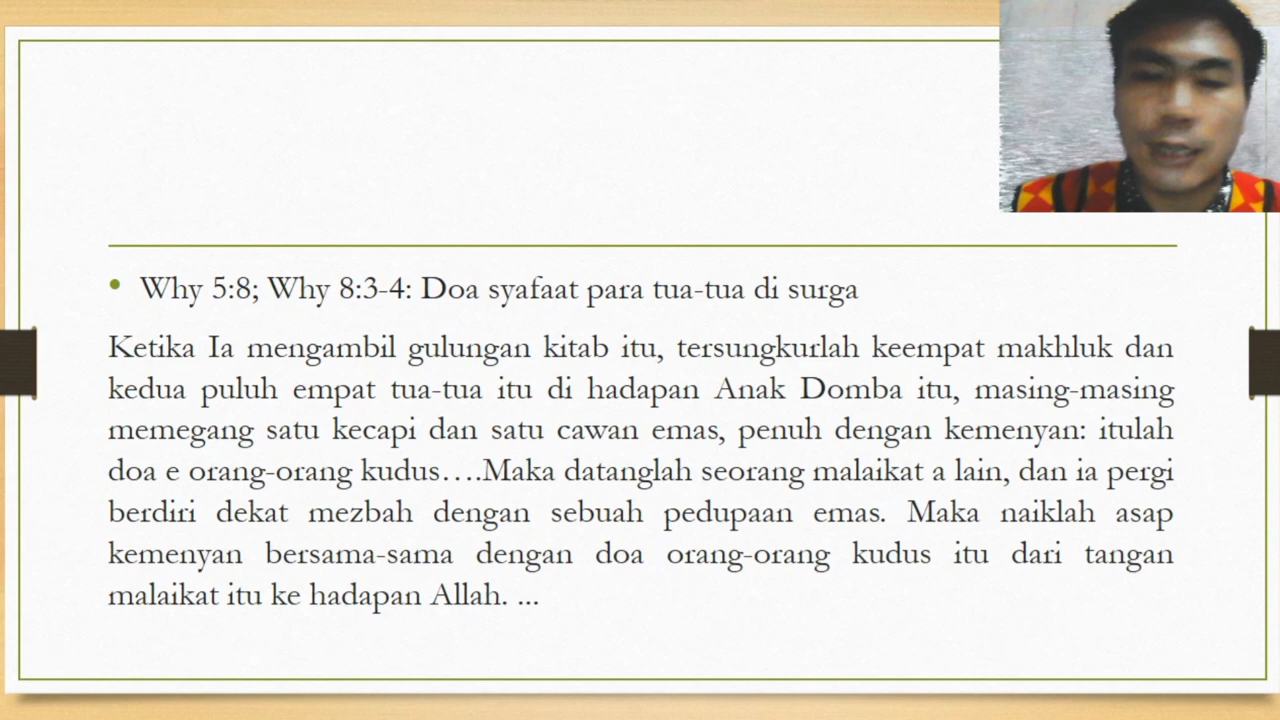 • Why 5:8; Why 8:3-4: Doa syafaat para tua-tua di surga
Ketika Ia mengambil gulungan kitab itu, tersungkurlah keempat makhluk dan
kedua puluh empat tua-tua itu di hadapan Anak Domba itu, masing-masing
memegang satu kecapi dan satu cawan emas, penuh dengan kemenyan: itulah
doa e orang-orang kudus….Maka datanglah seorang malaikat a lain, dan ia pergi
berdiri dekat mezbah dengan sebuah pedupaan emas. Maka naiklah asap
kemenyan bersama-sama dengan doa orang-orang kudus itu dari tangan
malaikat itu ke hadapan Allah. ...